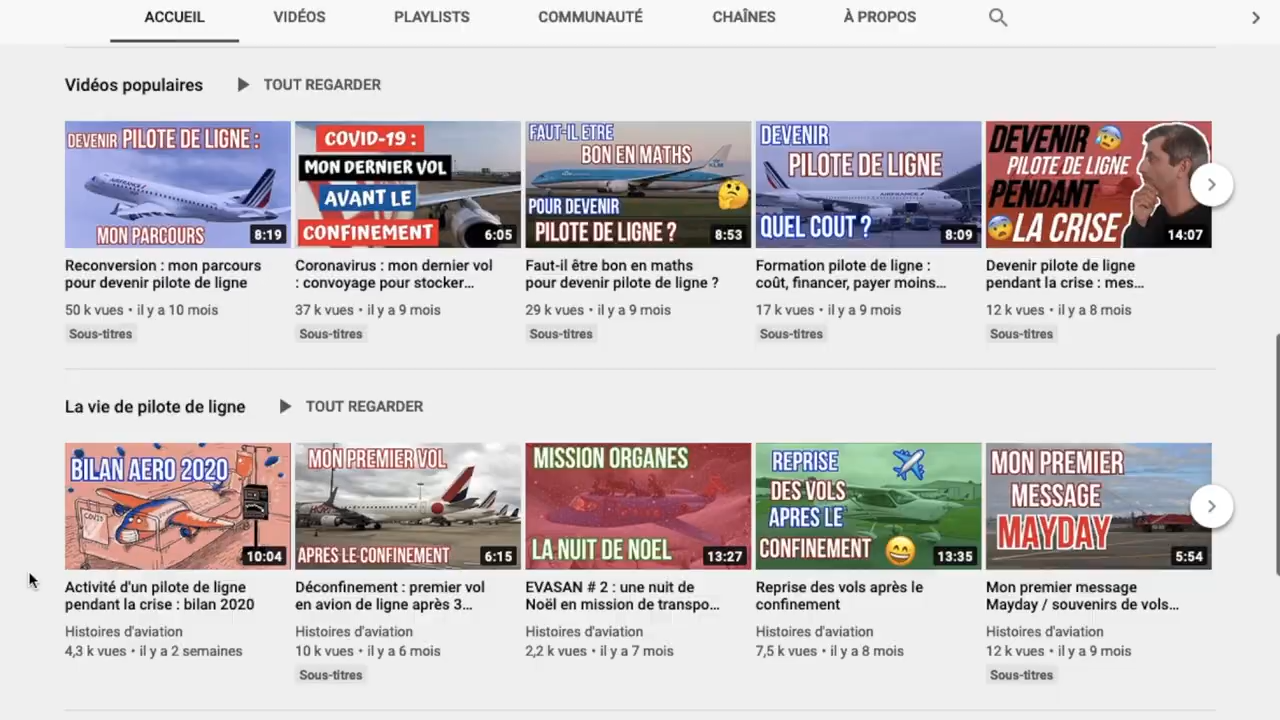 ACCUEIL
VIDÉOS
PLAYLISTS
COMMUNAUTÉ
CHAÎNES
À PROPOS
Vidéos populaires
TOUT REGARDER
DEVENIR PILOTE DE LIGNE :
MON PARCOURS
8:19
COVID-19 :
MON DERNIER VOL
AVANT LE
CONFINEMENT
6:05
FAUT-IL ETRE
BON EN MATHS
POUR DEVENIR
PILOTE DE LIGNE ?
8:53
DEVENIR
PILOTE DE LIGNE
QUEL COUT ?
8:09
DEVENIR
PILOTE DE LIGNE
PENDANT
LA CRISE
14:07
Reconversion : mon parcours
pour devenir pilote de ligne
50 k vues • il y a 10 mois
Sous-titres
Coronavirus : mon dernier vol
: convoyage pour stocker...
37 k vues • il y a 9 mois
Sous-titres
Faut-il être bon en maths
pour devenir pilote de ligne ?
29 k vues • il y a 9 mois
Sous-titres
Formation pilote de ligne :
coût, financer, payer moins...
17 k vues • il y a 9 mois
Sous-titres
Devenir pilote de ligne
pendant la crise : mes...
12 k vues • il y a 8 mois
Sous-titres
La vie de pilote de ligne
TOUT REGARDER
BILAN AERO 2020
COVID
10:04
MON PREMIER VOL
HOP!
APRES LE CONFINEMENT
6:15
MISSION ORGANES
LA NUIT DE NOEL
13:27
REPRISE
DES VOLS
APRES LE
CONFINEMENT
13:35
MON PREMIER
MESSAGE
MAYDAY
5:54
Activité d'un pilote de ligne
pendant la crise : bilan 2020
Histoires d'aviation
4,3 k vues • il y a 2 semaines
Déconfinement : premier vol
en avion de ligne après 3...
Histoires d'aviation
10 k vues • il y a 6 mois
Sous-titres
EVASAN # 2 : une nuit de
Noël en mission de transpo...
Histoires d'aviation
2,2 k vues • il y a 7 mois
Reprise des vols après le
confinement
Histoires d'aviation
7,5 k vues • il y a 8 mois
Mon premier message
Mayday / souvenirs de vols...
Histoires d'aviation
12 k vues • il y a 9 mois
Sous-titres